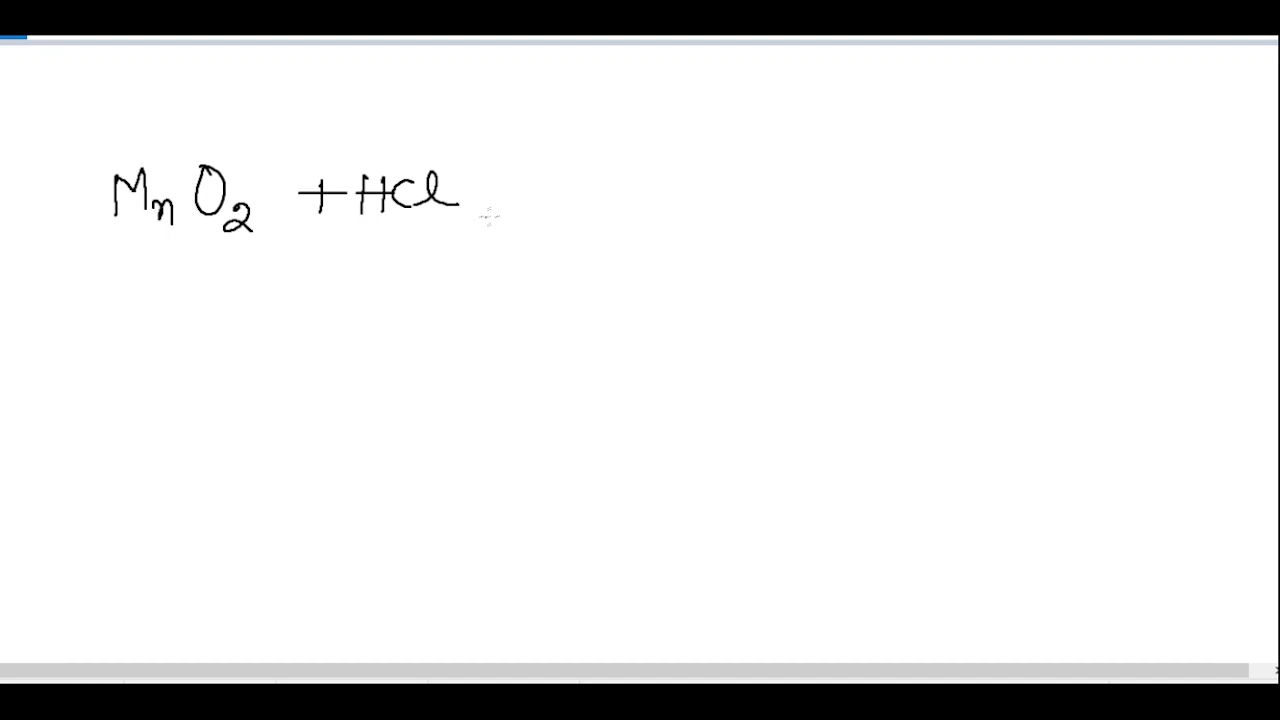 MnO₂ + HCl